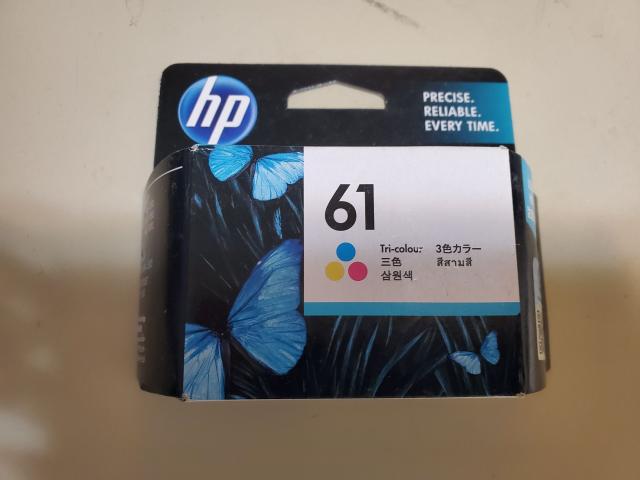 hp
PRECISE.
RELIABLE.
EVERY TIME.
61
Tri-colour 3色カラー
三色 สีสามสี
삼원색